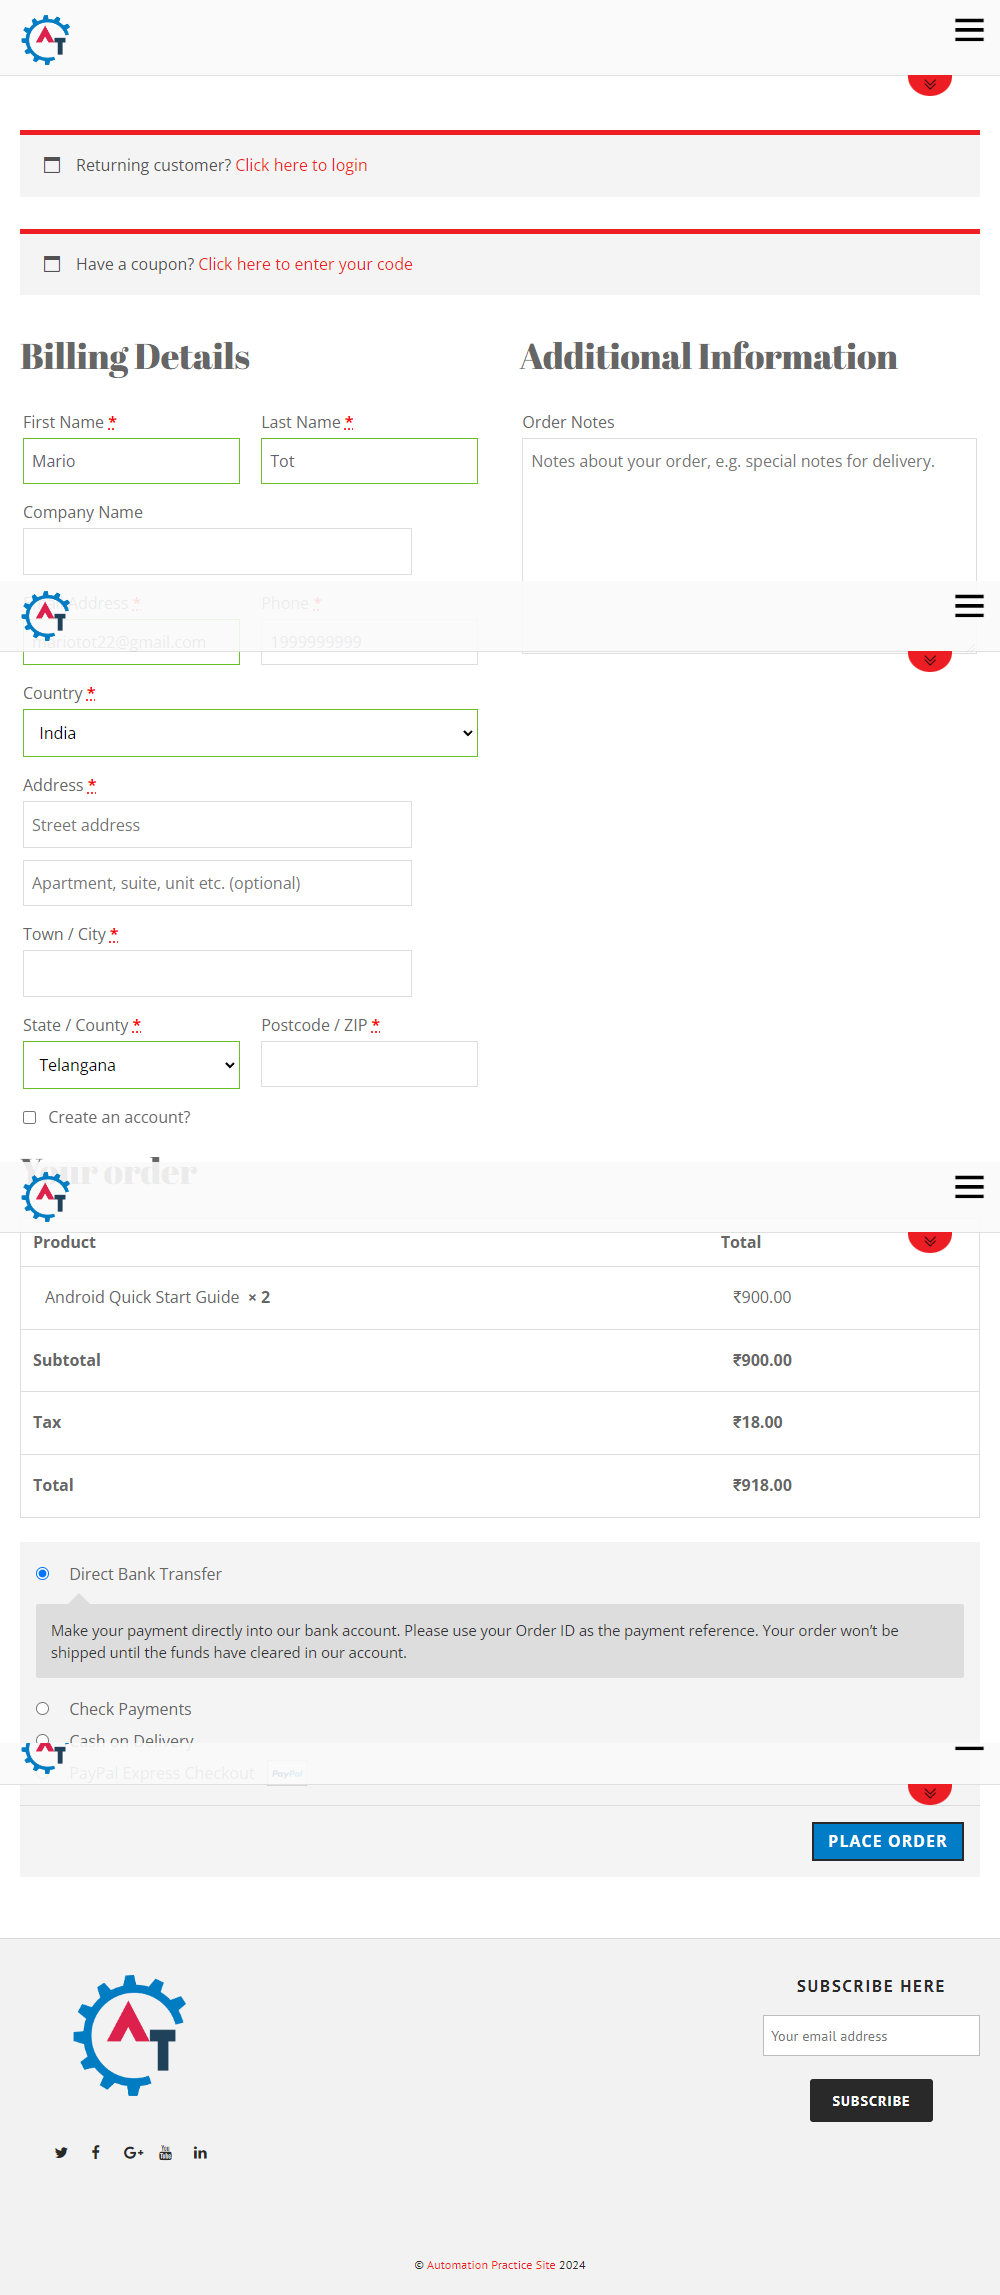 AT
Returning customer? Click here to login
Have a coupon? Click here to enter your code
Billing Details
First Name *
Last Name *
Mario
Tot
Company Name
Address *
Phone *
mariotot22@gmail.com
1999999999
Country *
India
Address *
Street address
Apartment, suite, unit etc. (optional)
Town / City *
State / County *
Postcode / ZIP *
Telangana
Create an account?
Additional Information
Order Notes
Notes about your order, e.g. special notes for delivery.
AT
Your order
AT
Product Total
Android Quick Start Guide × 2 ₹900.00
Subtotal ₹900.00
Tax ₹18.00
Total ₹918.00
Direct Bank Transfer
Make your payment directly into our bank account. Please use your Order ID as the payment reference. Your order won't be
shipped until the funds have cleared in our account.
Check Payments
Cash on Delivery
AT
PayPal Express Checkout PayPal
PLACE ORDER
AT
SUBSCRIBE HERE
Your email address
SUBSCRIBE
© Automation Practice Site 2024